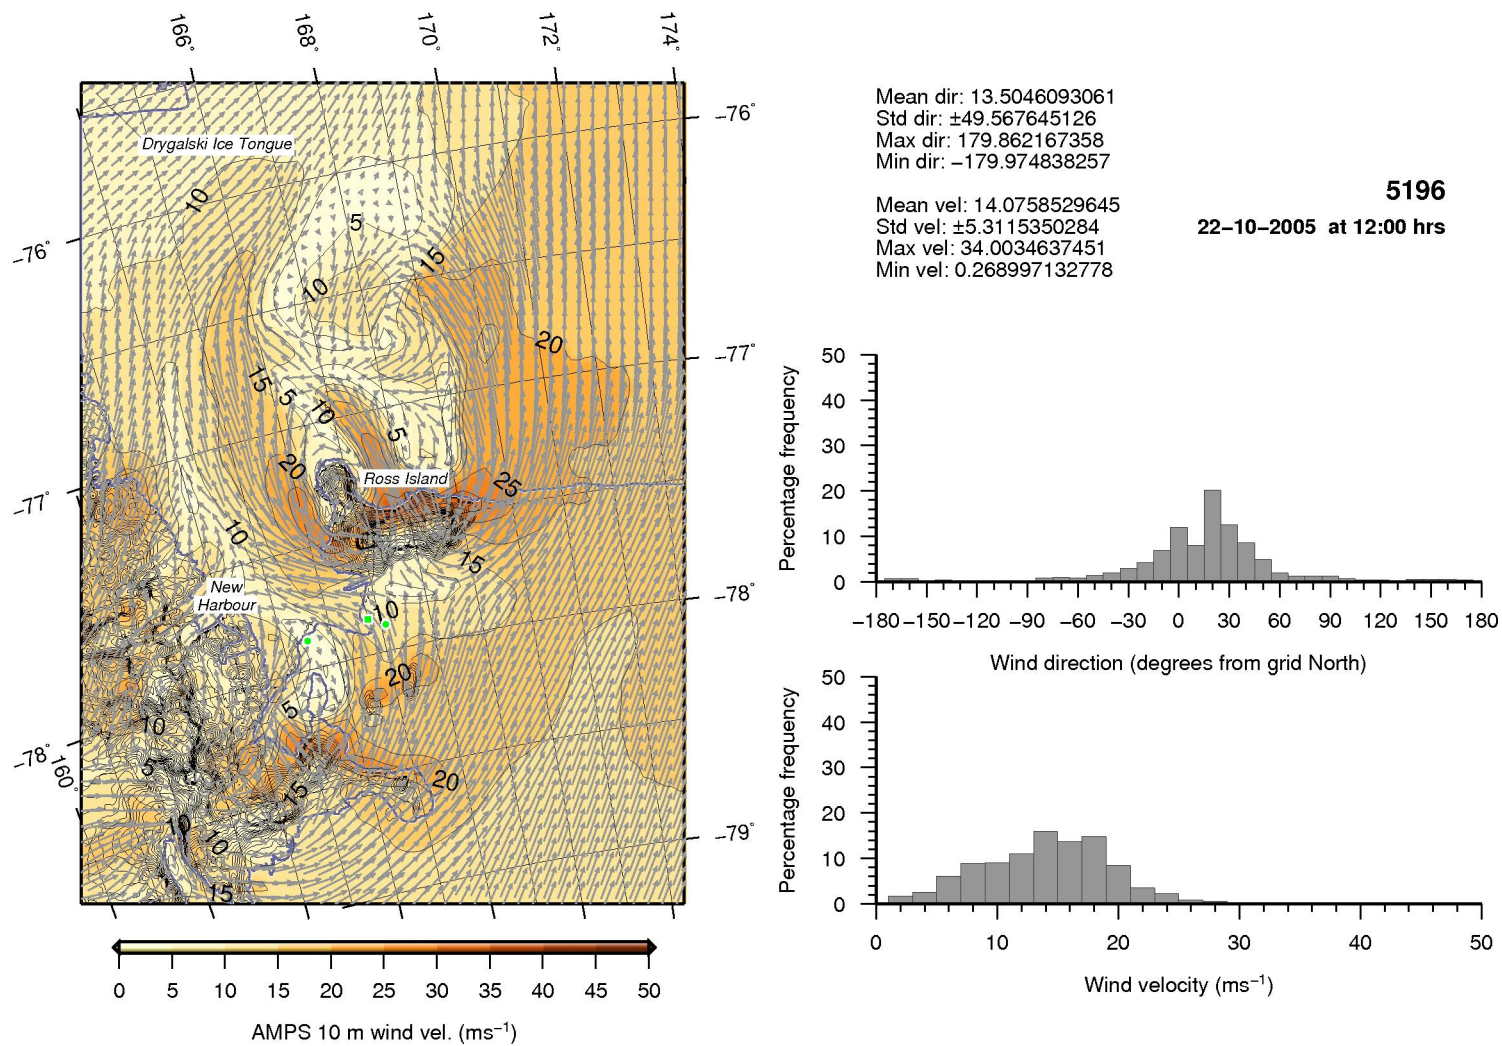 166°
168°
170°
172°
174°
−76°
−77°
−78°
−79°
−76°
−77°
−78°
160°
Drygalski Ice Tongue
10
5
15
10
20
15
5
10
5
20
Ross Island
25
10
15
New
Harbour
10
20
5
10
5
20
15
10
10
15
0 5 10 15 20 25 30 35 40 45 50
AMPS 10 m wind vel. (ms−1)
Mean dir: 13.5046093061
Std dir: ±49.567645126
Max dir: 179.862167358
Min dir: −179.974838257
Mean vel: 14.0758529645
Std vel: ±5.3115350284
Max vel: 34.0034637451
Min vel: 0.268997132778
5196
22−10−2005 at 12:00 hrs
Percentage frequency
50
40
30
20
10
0
−180 −150 −120 −90 −60 −30 0 30 60 90 120 150 180
Wind direction (degrees from grid North)
Percentage frequency
50
40
30
20
10
0
0 10 20 30 40 50
Wind velocity (ms−1)